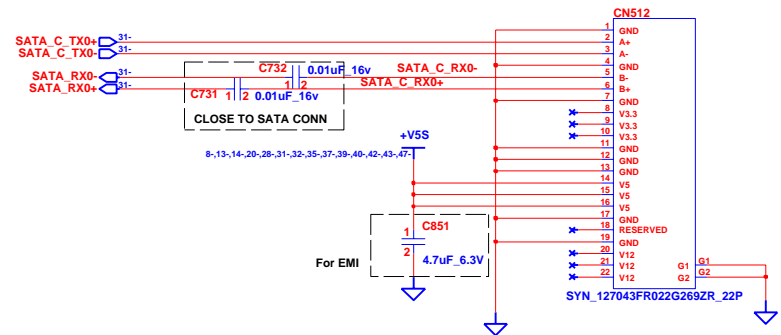 CN512
1 GND
SATA_C_TX0+ 31- 2 A+
SATA_C_TX0- 31- 3 A-
4 GND
SATA_RX0- 31- C732 0.01uF_16v 1 2 SATA_C_RX0- 5 B-
SATA_RX0+ 31- C731 1 2 0.01uF_16v SATA_C_RX0+ 6 B+
7 GND
CLOSE TO SATA CONN
8 V3.3
9 V3.3
10 V3.3
+V5S
8-,13-,14-,20-,28-,31-,32-,35-,37-,39-,40-,42-,43-,47-
11 GND
12 GND
13 GND
14 V5
15 V5
16 V5
17 GND
18 RESERVED
19 GND
C851
1
2
4.7uF_6.3V
For EMI
20 V12
21 V12 G1 G1
22 V12 G2 G2
SYN_127043FR022G269ZR_22P